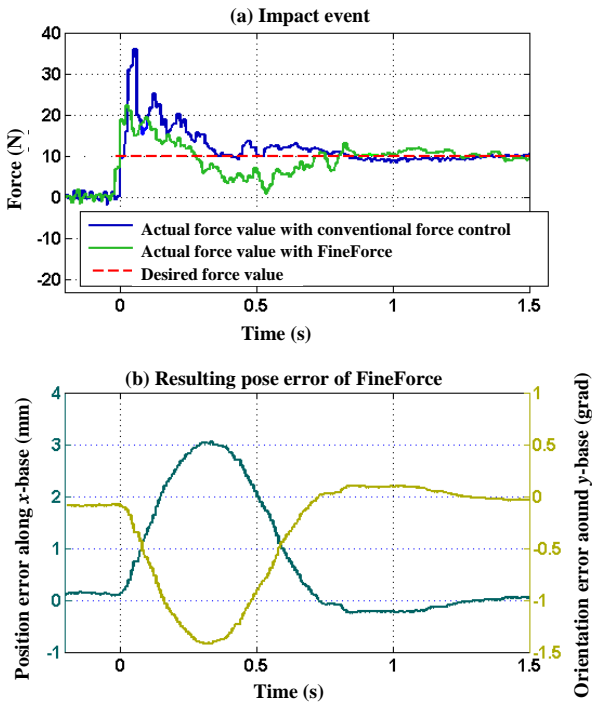 (a) Impact event
40
30
20
10
0
-10
-20
Force (N)
Actual force value with conventional force control
Actual force value with FineForce
Desired force value
0 0.5 1 1.5
Time (s)
(b) Resulting pose error of FineForce
4
3
2
1
0
-1
Position error along x-base (mm)
1
0.5
0
-0.5
-1
-1.5
Orientation error aound y-base (grad)
0 0.5 1 1.5
Time (s)